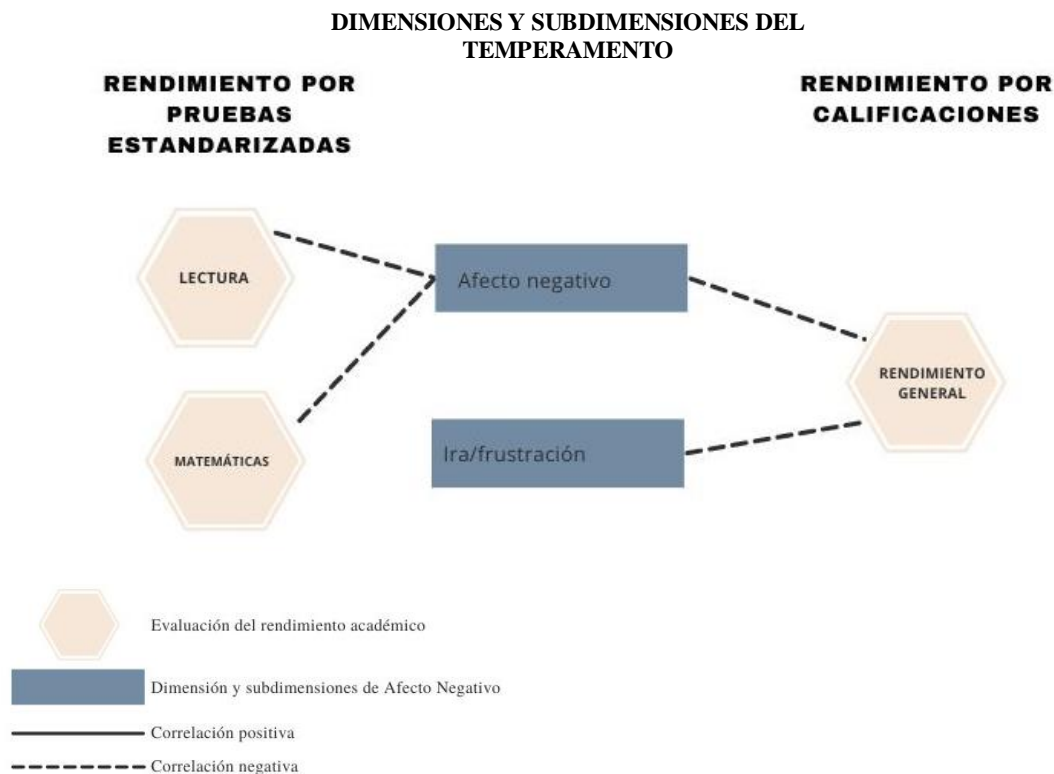 DIMENSIONES Y SUBDIMENSIONES DEL
TEMPERAMENTO
RENDIMIENTO POR
PRUEBAS
ESTANDARIZADAS
RENDIMIENTO POR
CALIFICACIONES
LECTURA
Afecto negativo
RENDIMIENTO
GENERAL
MATEMÁTICAS
Ira/frustración
Evaluación del rendimiento académico
Dimensión y subdimensiones de Afecto Negativo
Correlación positiva
Correlación negativa